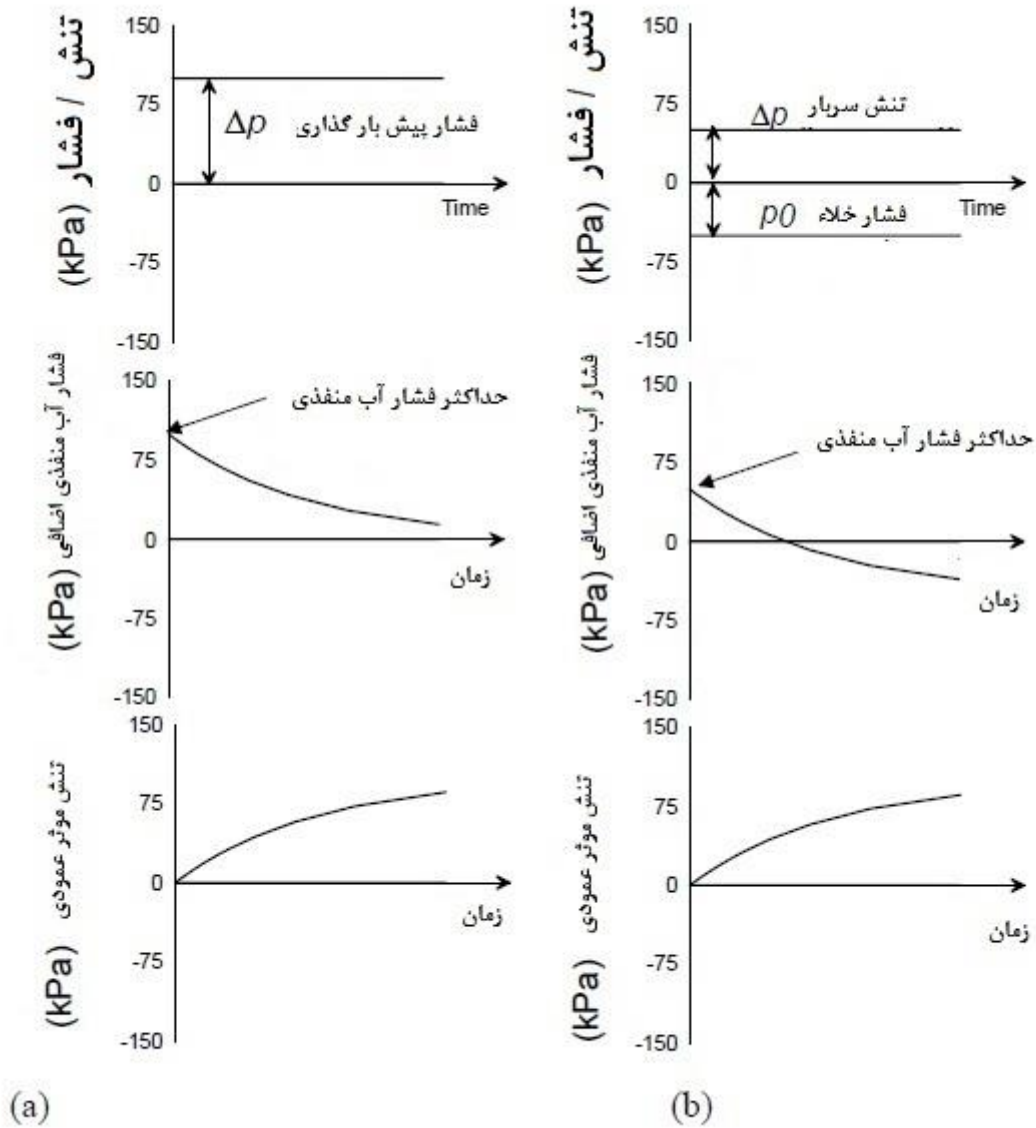 تنش / فشار (kPa)
150
75
0
-75
-150
Δp
فشار پیش بار گذاری
Time
فشار آب منفذی اضافی (kPa)
150
75
0
-75
-150
حداکثر فشار آب منفذی
زمان
تنش موثر عمودی (kPa)
150
75
0
-75
-150
زمان
(a)
تنش / فشار (kPa)
150
75
0
-75
-150
Δp
تنش سربار
p0
فشار خلاء
Time
فشار آب منفذی اضافی (kPa)
150
75
0
-75
-150
حداکثر فشار آب منفذی
زمان
تنش موثر عمودی (kPa)
150
75
0
-75
-150
زمان
(b)